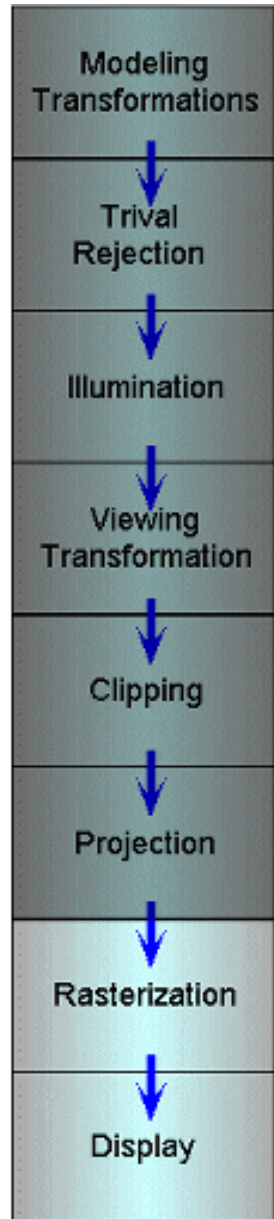 Modeling
Transformations
Trival
Rejection
Illumination
Viewing
Transformation
Clipping
Projection
Rasterization
Display